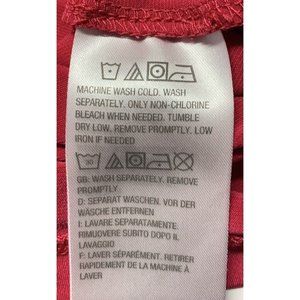 MACHINE WASH COLD. WASH
SEPARATELY. ONLY NON-CHLORINE
BLEACH WHEN NEEDED. TUMBLE
DRY LOW. REMOVE PROMPTLY. LOW
IRON IF NEEDED
30
GB: WASH SEPARATELY. REMOVE
PROMPTLY
D: SEPARAT WASCHEN. VOR DER
WÄSCHE ENTFERNEN
I: LAVARE SEPARATAMENTE.
RIMUOVERE SUBITO DOPO IL
LAVAGGIO
F: LAVER SÉPARÉMENT. RETIRER
RAPIDEMENT DE LA MACHINE À
LAVER